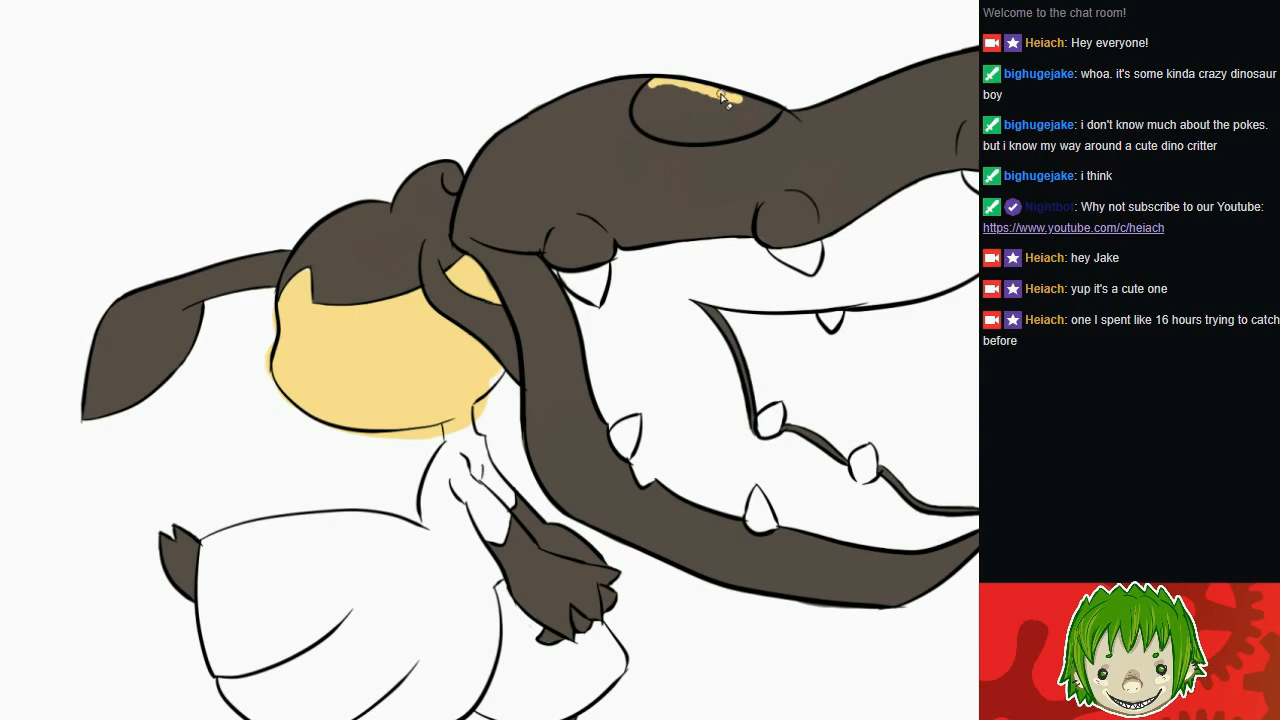 Welcome to the chat room!
Heiach: Hey everyone!
bighugejake: whoa. it's some kinda crazy dinosaur
boy
bighugejake: i don't know much about the pokes.
but i know my way around a cute dino critter
bighugejake: i think
Nightbot: Why not subscribe to our Youtube:
https://www.youtube.com/c/heiach
Heiach: hey Jake
Heiach: yup it's a cute one
Heiach: one I spent like 16 hours trying to catch
before